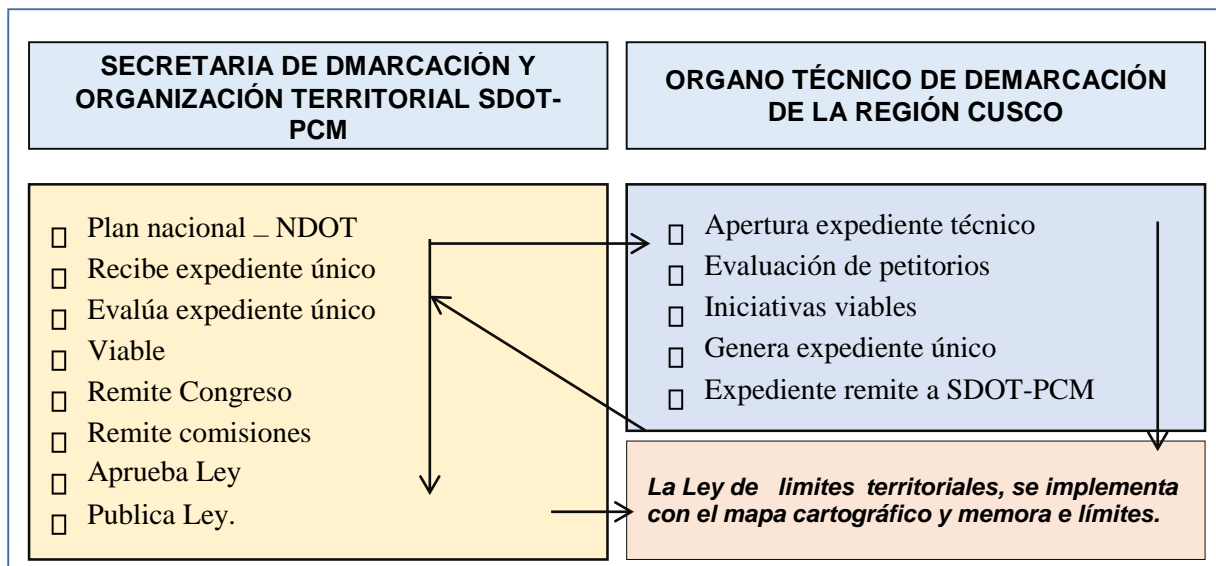 SECRETARIA DE DMARCACIÓN Y
ORGANIZACIÓN TERRITORIAL SDOT-
PCM
ORGANO TÉCNICO DE DEMARCACIÓN
DE LA REGIÓN CUSCO
Plan nacional – NDOT
Recibe expediente único
Evalúa expediente único
Viable
Remite Congreso
Remite comisiones
Aprueba Ley
Publica Ley.
Apertura expediente técnico
Evaluación de petitorios
Iniciativas viables
Genera expediente único
Expediente remite a SDOT-PCM
La Ley de limites territoriales, se implementa
con el mapa cartográfico y memora e límites.